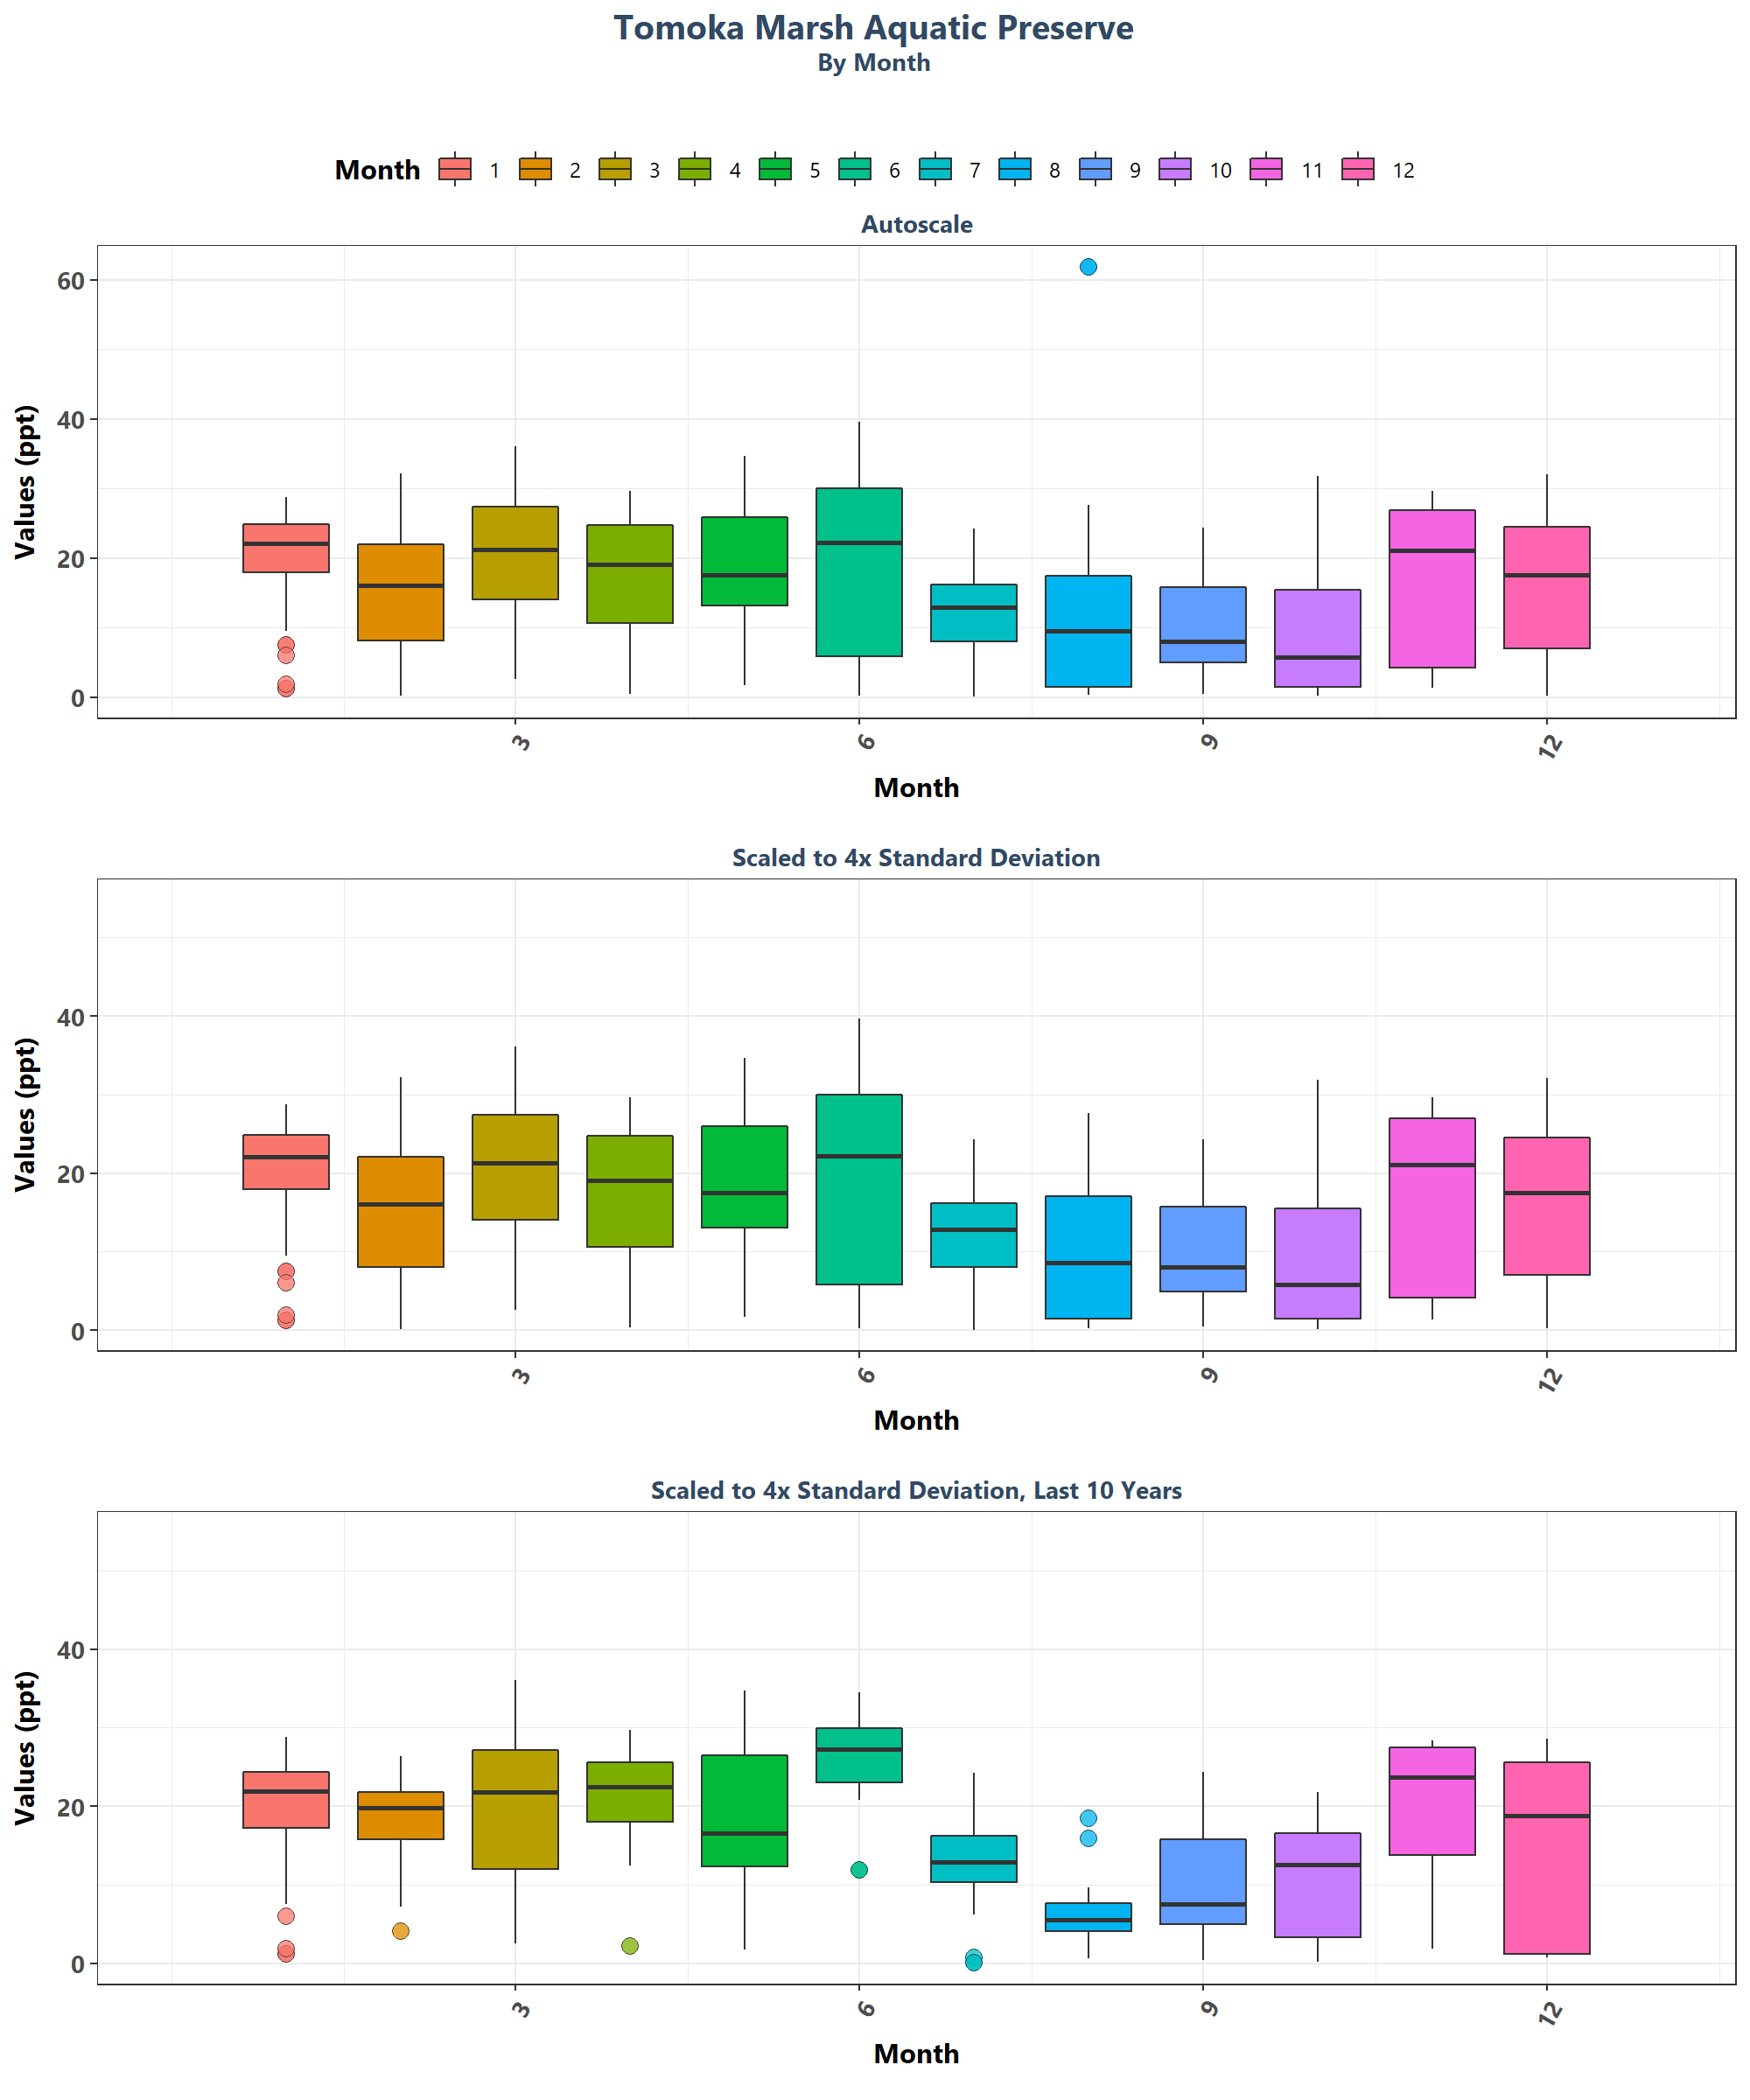 Tomoka Marsh Aquatic Preserve
By Month
Month 1 2 3 4 5 6 7 8 9 10 11 12
Autoscale
Values (ppt)
60
40
20
0
3 6 9 12
Month
Scaled to 4x Standard Deviation
Values (ppt)
40
20
0
3 6 9 12
Month
Scaled to 4x Standard Deviation, Last 10 Years
Values (ppt)
40
20
0
3 6 9 12
Month